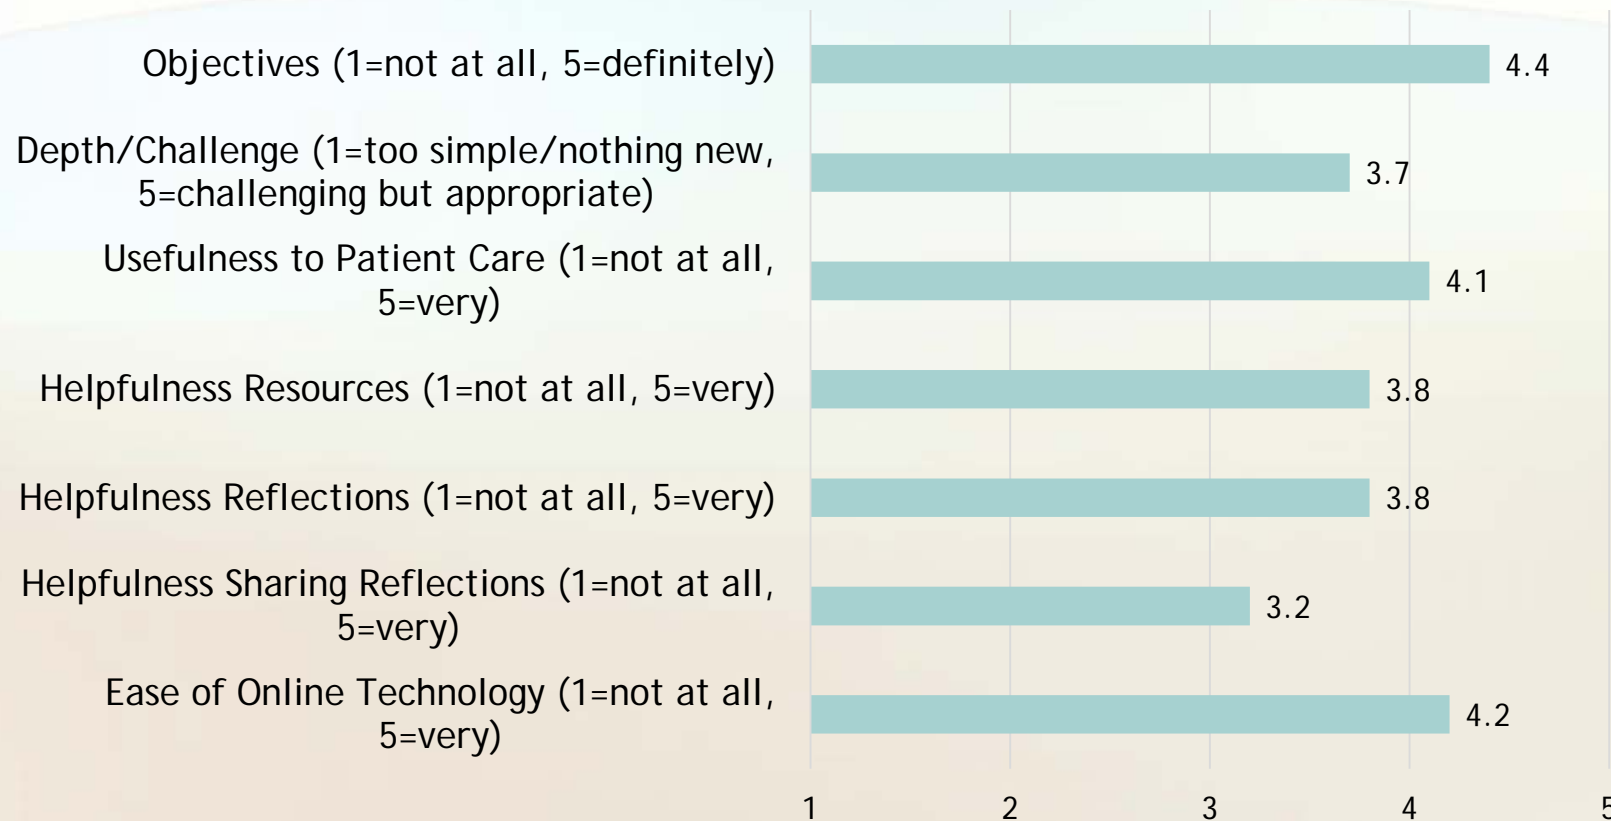 Objectives (1=not at all, 5=definitely)
4.4
Depth/Challenge (1=too simple/nothing new,
5=challenging but appropriate)
3.7
Usefulness to Patient Care (1=not at all,
5=very)
4.1
Helpfulness Resources (1=not at all, 5=very)
3.8
Helpfulness Reflections (1=not at all, 5=very)
3.8
Helpfulness Sharing Reflections (1=not at all,
5=very)
3.2
Ease of Online Technology (1=not at all,
5=very)
4.2
1 2 3 4 5